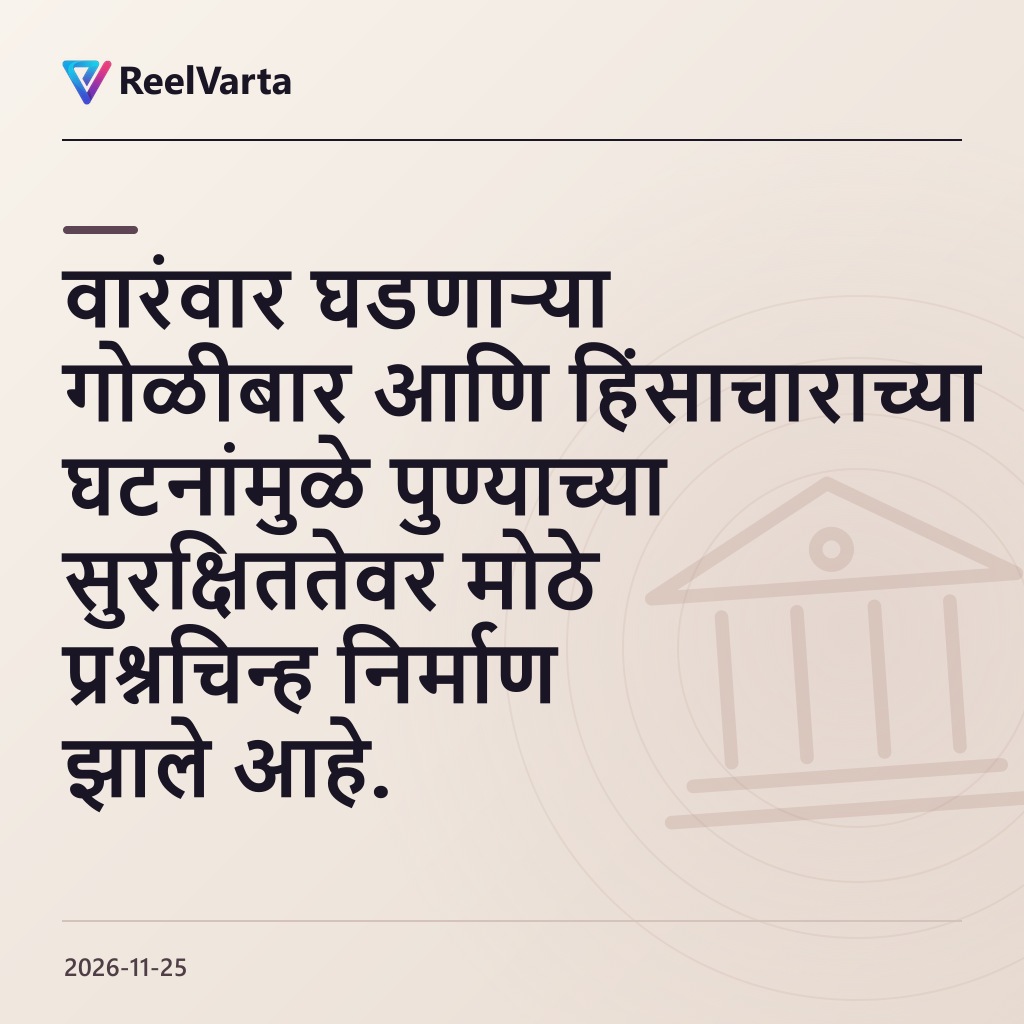 ReelVarta
वारंवार घडणाऱ्या
गोळीबार आणि हिंसाचाराच्या
घटनांमुळे पुण्याच्या
सुरक्षिततेवर मोठे
प्रश्नचिन्ह निर्माण
झाले आहे.
2026-11-25